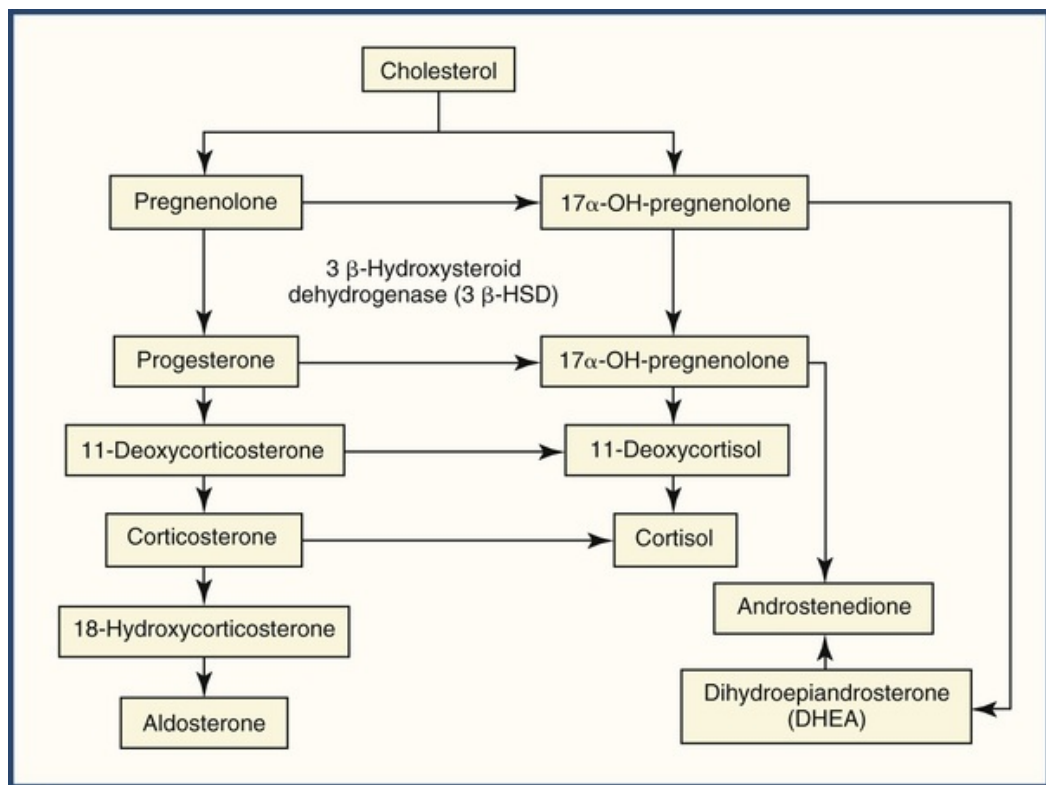 Cholesterol
Pregnenolone
17α-OH-pregnenolone
3 β-Hydroxysteroid
dehydrogenase (3 β-HSD)
Progesterone
17α-OH-pregnenolone
11-Deoxycorticosterone
11-Deoxycortisol
Corticosterone
Cortisol
Androstenedione
18-Hydroxycorticosterone
Dihydroepiandrosterone
(DHEA)
Aldosterone